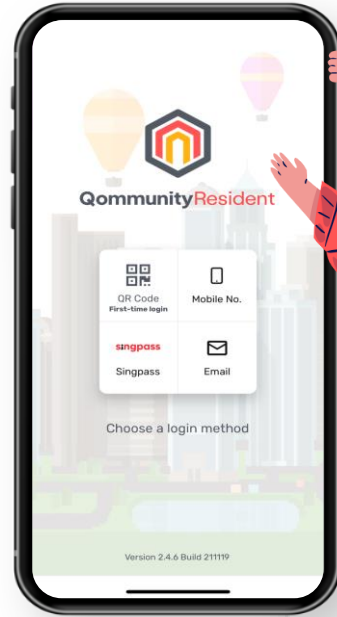 QommunityResident
QR Code
First-time login
Mobile No.
singpass
Singpass
Email
Choose a login method
Version 2.4.6 Build 211119